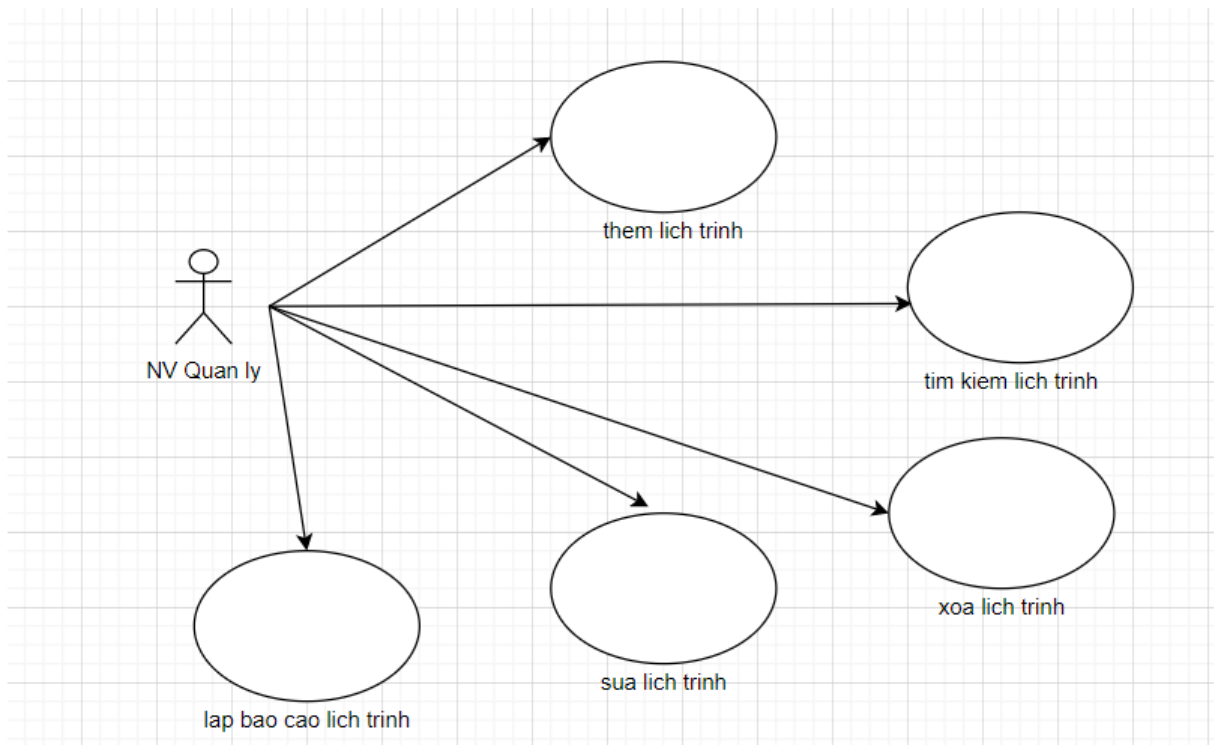 them lich trinh
NV Quan ly
tim kiem lich trinh
xoa lich trinh
sua lich trinh
lap bao cao lich trinh